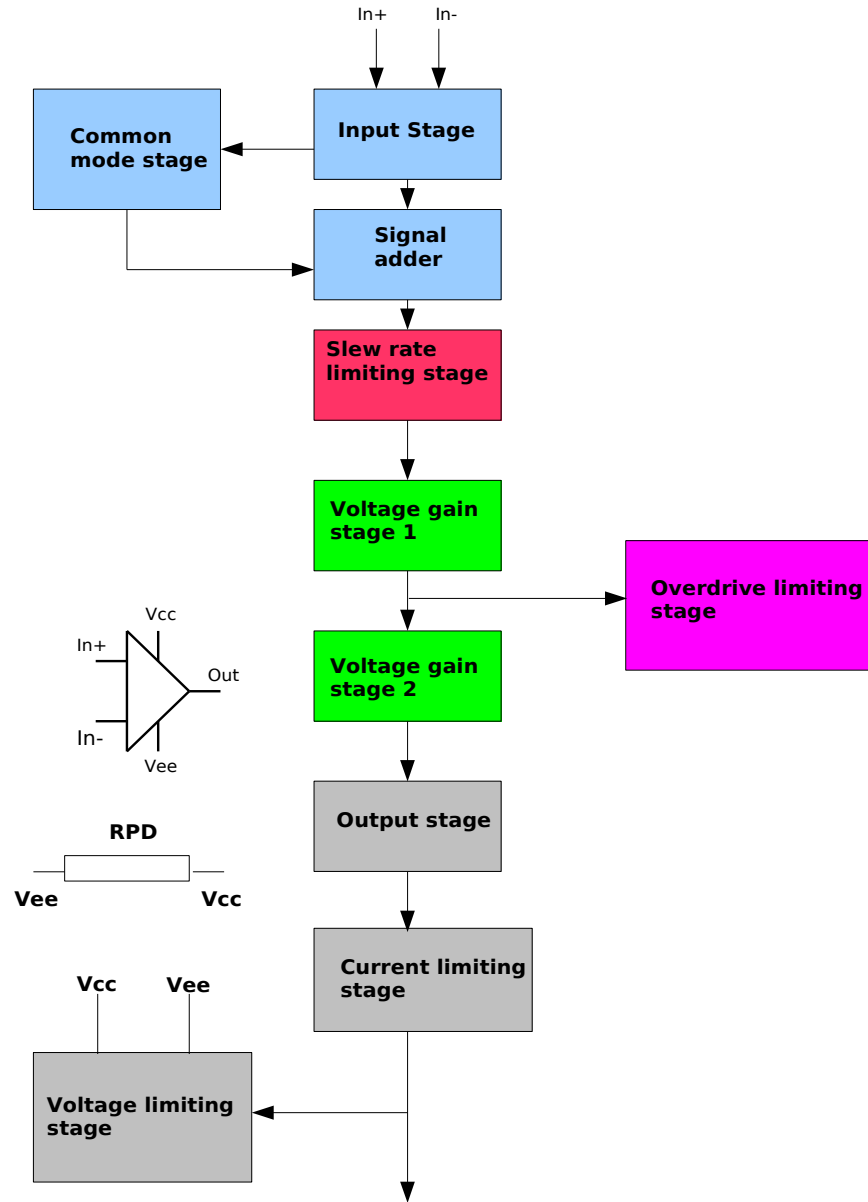 In+
In-
Common
mode stage
Input Stage
Signal
adder
Slew rate
limiting stage
Voltage gain
stage 1
Overdrive limiting
stage
Vcc
In+
Out
In-
Vee
Voltage gain
stage 2
Output stage
RPD
Vee
Vcc
Current limiting
stage
Vcc
Vee
Voltage limiting
stage